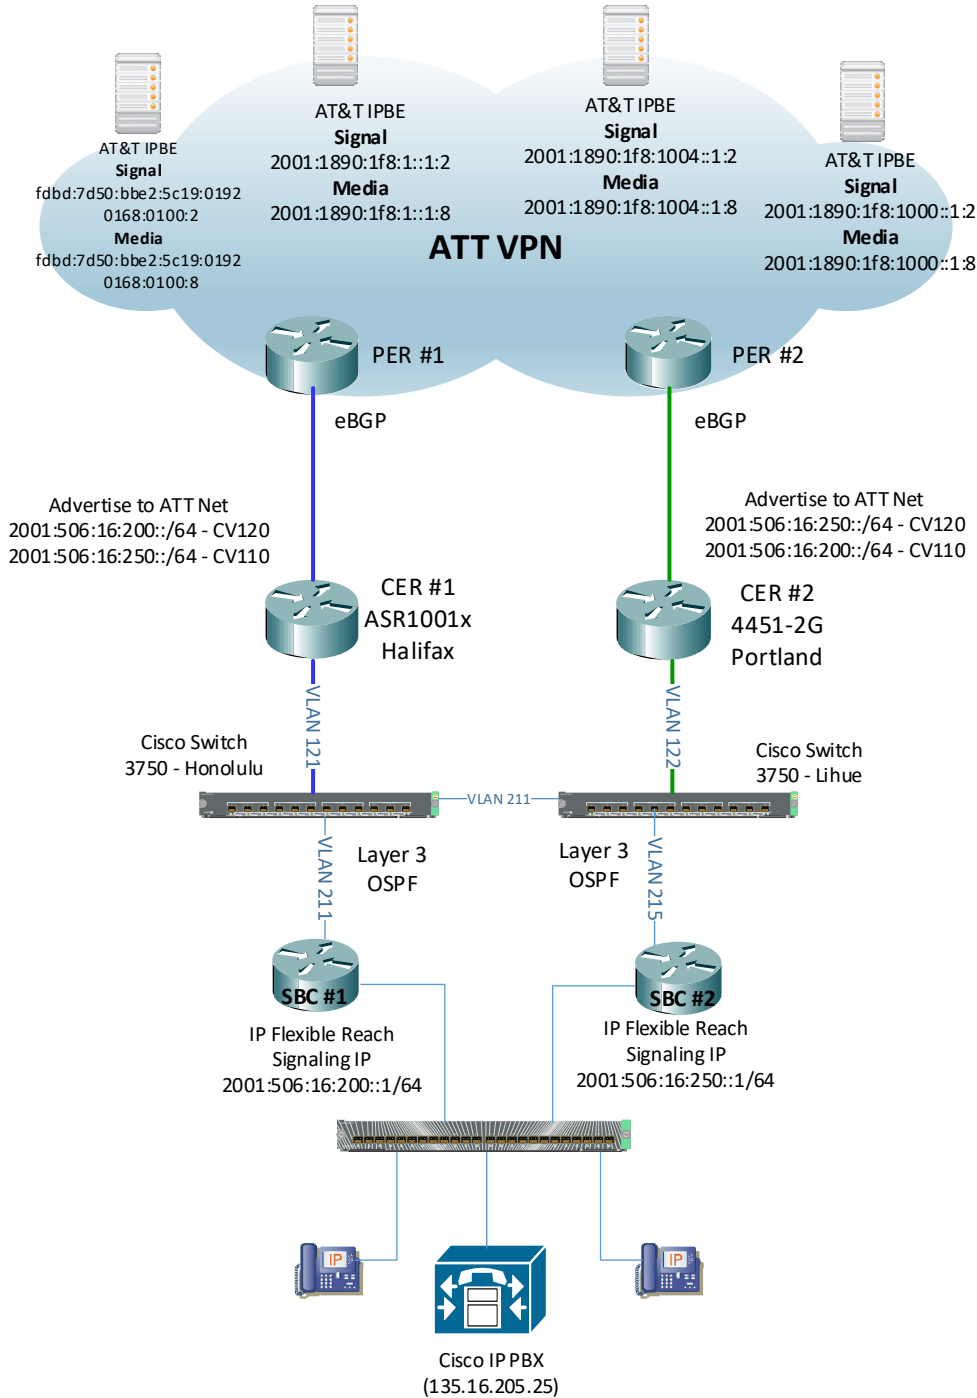 AT&T IPBE
Signal
fdbd:7d50:bbe2:5c19:0192
0168:0100:2
Media
fdbd:7d50:bbe2:5c19:0192
0168:0100:8
AT&T IPBE
Signal
2001:1890:1f8:1::1:2
Media
2001:1890:1f8:1::1:8
AT&T IPBE
Signal
2001:1890:1f8:1004::1:2
Media
2001:1890:1f8:1004::1:8
AT&T IPBE
Signal
2001:1890:1f8:1000::1:2
Media
2001:1890:1f8:1000::1:8
ATT VPN
PER #1
PER #2
eBGP
eBGP
Advertise to ATT Net
2001:506:16:200::/64 - CV120
2001:506:16:250::/64 - CV110
Advertise to ATT Net
2001:506:16:250::/64 - CV120
2001:506:16:200::/64 - CV110
CER #1
ASR1001x
Halifax
CER #2
4451-2G
Portland
VLAN 121
VLAN 122
Cisco Switch
3750 - Honolulu
Cisco Switch
3750 - Lihue
VLAN 211
VLAN 211
Layer 3
OSPF
Layer 3
OSPF
VLAN 215
SBC #1
SBC #2
IP Flexible Reach
Signaling IP
2001:506:16:200::1/64
IP Flexible Reach
Signaling IP
2001:506:16:250::1/64
IP
IP
Cisco IP PBX
(135.16.205.25)